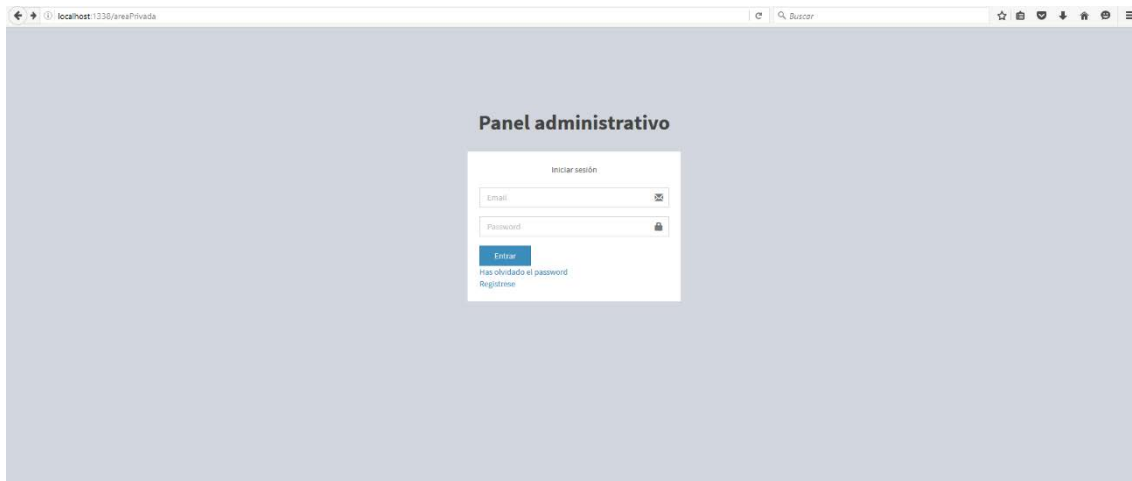 localhost:1338/areaPrivada
Buscar
Panel administrativo
Iniciar sesión
Email
Password
Entrar
Has olvidado el password
Registrese